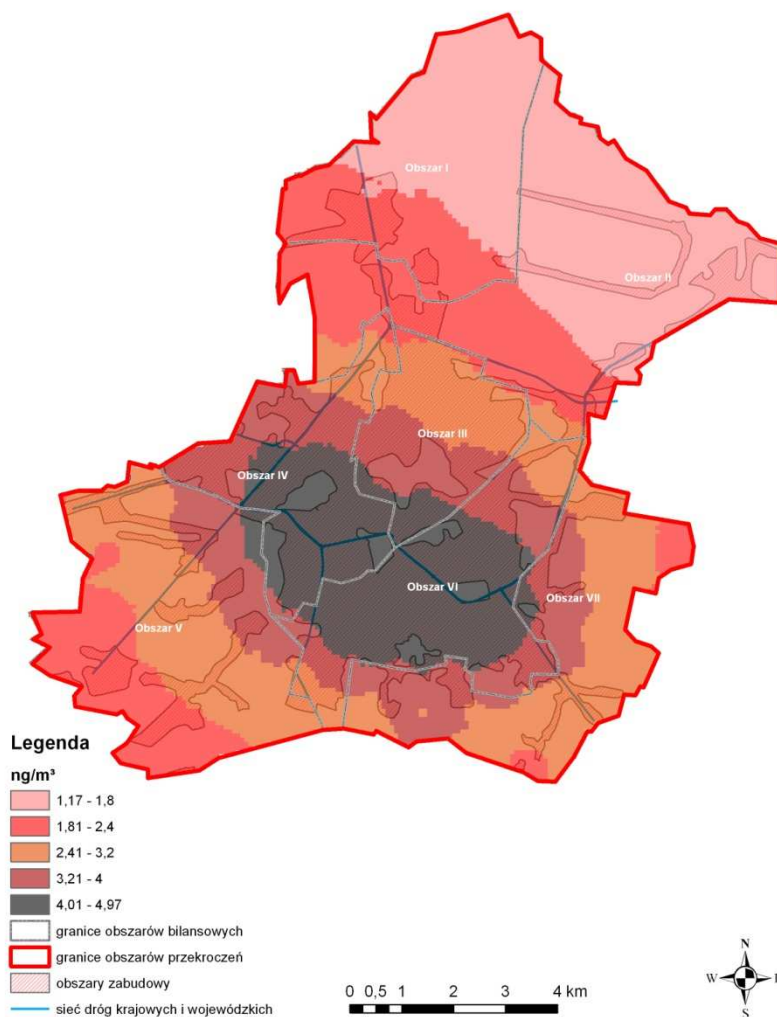 Obszar I
Obszar II
Obszar III
Obszar IV
Obszar VI
Obszar VII
Obszar V
Legenda
ng/m³
1,17 - 1,8
1,81 - 2,4
2,41 - 3,2
3,21 - 4
4,01 - 4,97
granice obszarów bilansowych
granice obszarów przekroczeń
obszary zabudowy
sieć dróg krajowych i wojewódzkich
0 0,5 1 2 3 4 km
N
W
S